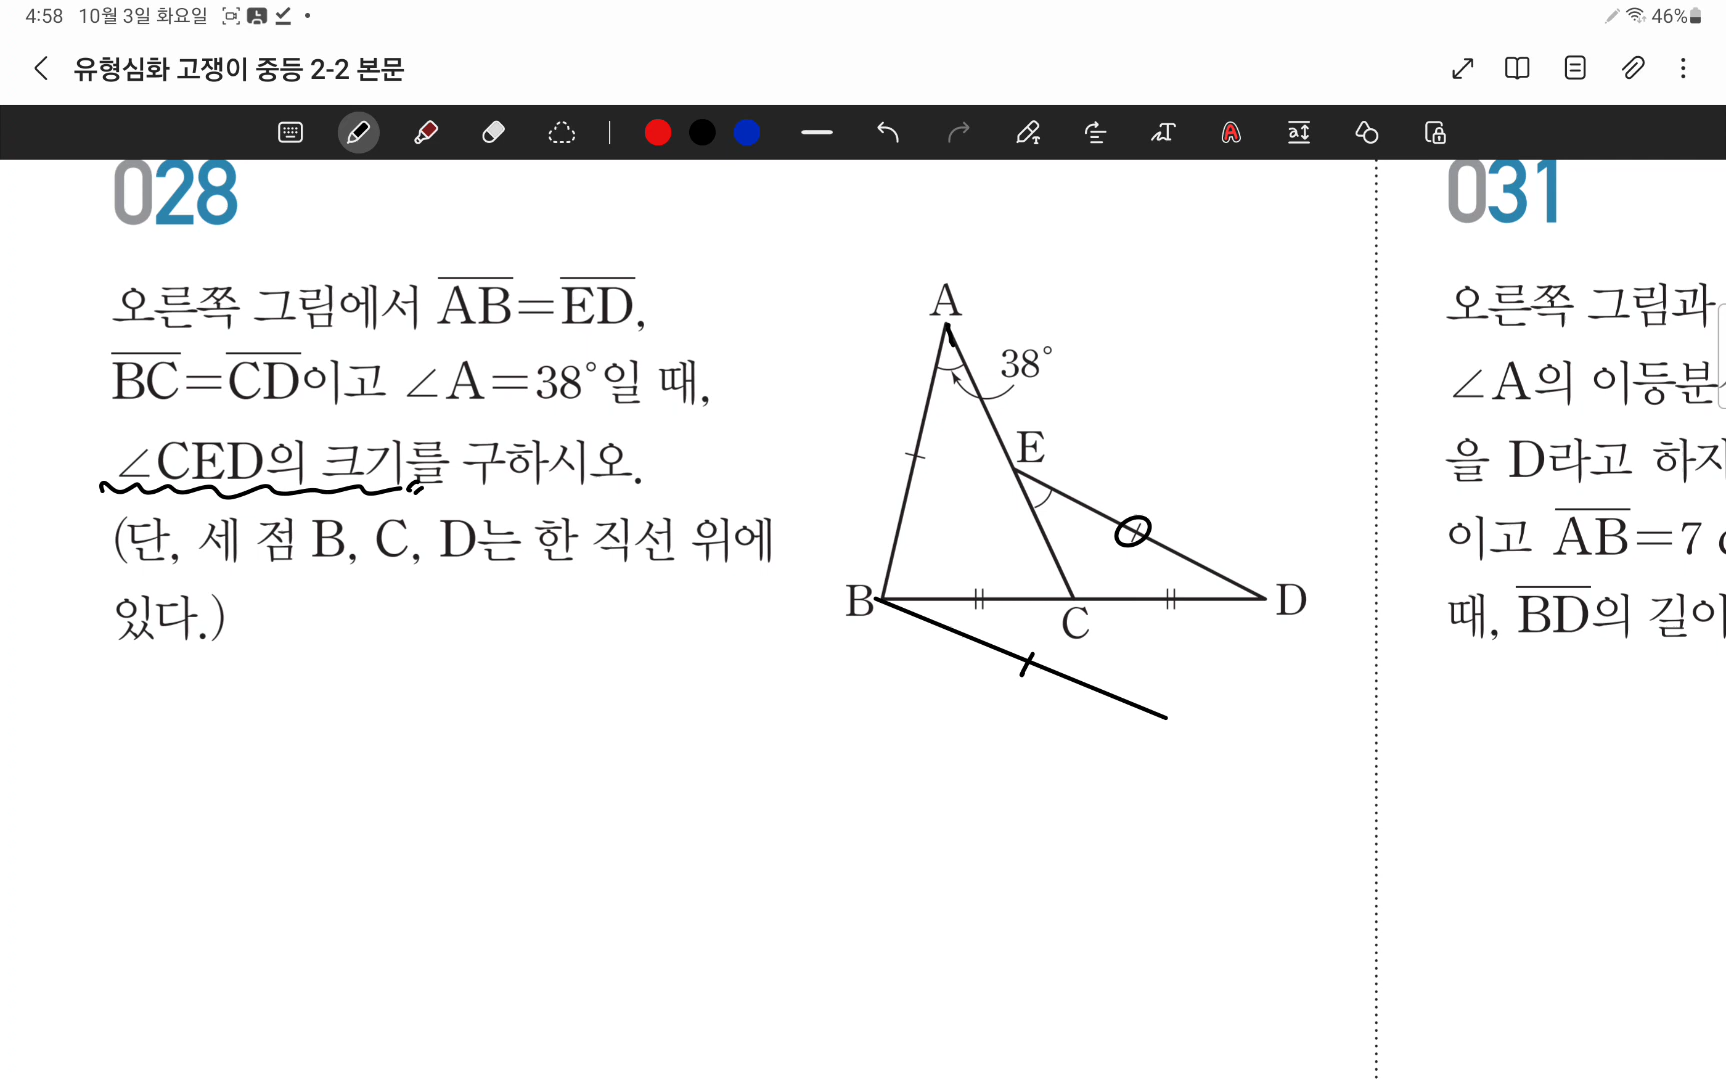 4:58 10월 3일 화요일
46%
유형심화 고쟁이 중등 2-2 본문
028
오른쪽 그림에서 AB=ED,
BC=CD이고 ∠A=38°일 때,
∠CED의 크기를 구하시오.
(단, 세 점 B, C, D는 한 직선 위에
있다.)
A
38°
E
B
C
D
031
오른쪽 그림과
∠A의 이등분
을 D라고 하자
이고 AB=7
때, BD의 길이